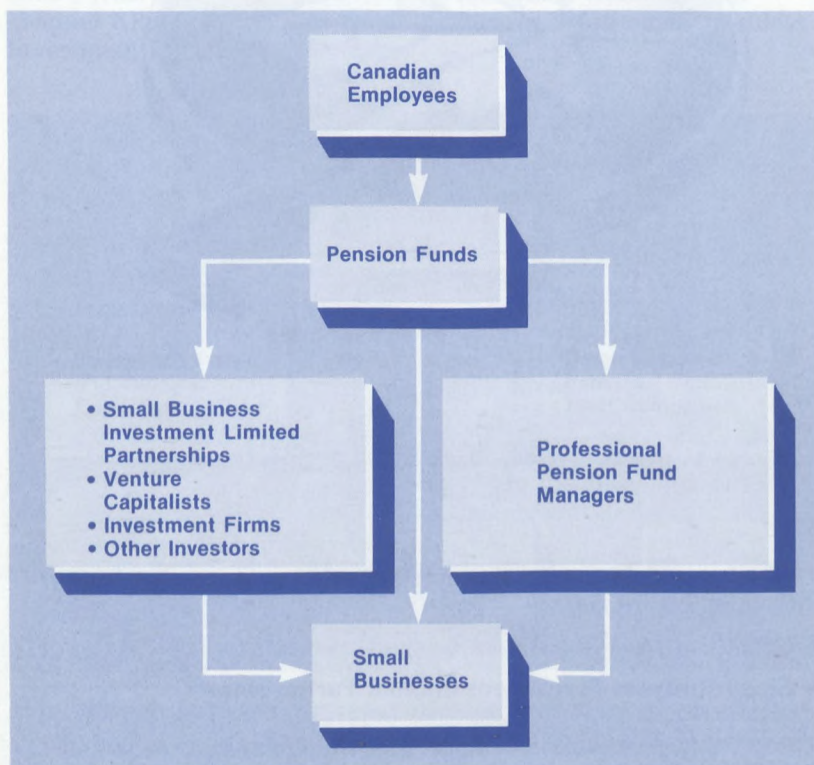 Canadian
Employees
Pension Funds
• Small Business
Investment Limited
Partnerships
• Venture
Capitalists
• Investment Firms
• Other Investors
Professional
Pension Fund
Managers
Small
Businesses